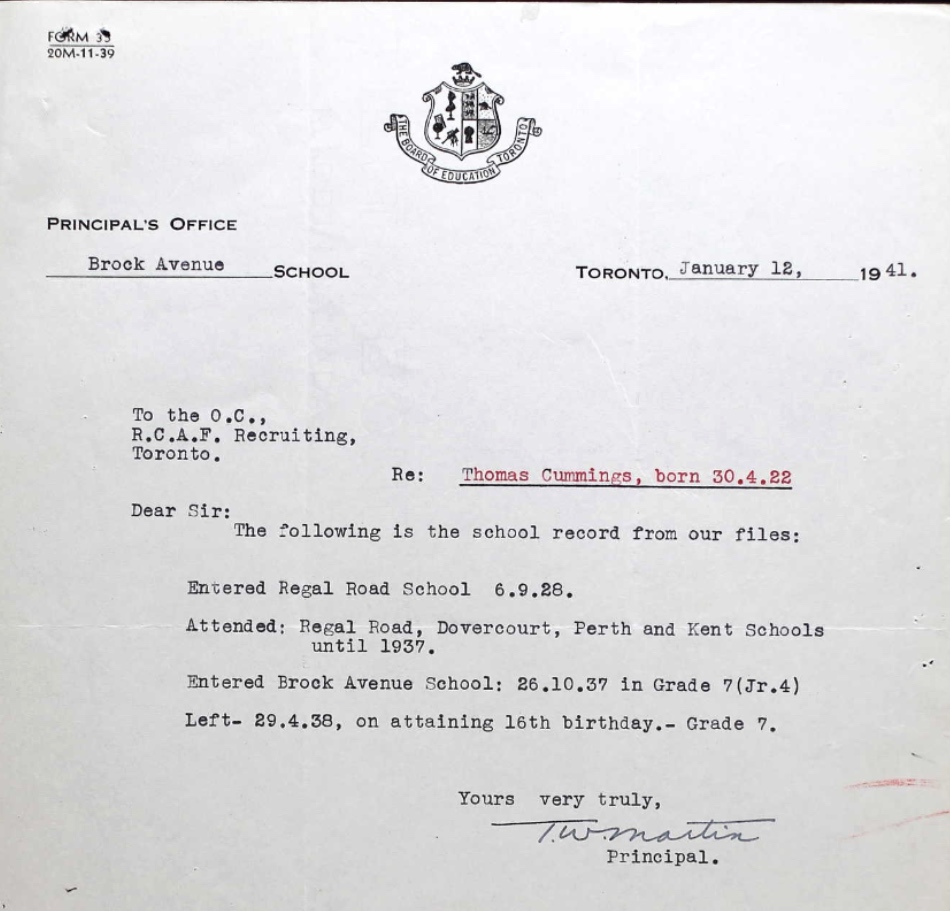 FORM 39
20M-11-39
THE BOARD OF EDUCATION TORONTO
PRINCIPAL'S OFFICE
Brock Avenue SCHOOL
TORONTO, January 12, 1941.
To the O.C.,
R.C.A.F. Recruiting,
Toronto.
Re: Thomas Cummings, born 30.4.22
Dear Sir:
The following is the school record from our files:
Entered Regal Road School 6.9.28.
Attended: Regal Road, Dovercourt, Perth and Kent Schools
until 1937.
Entered Brock Avenue School: 26.10.37 in Grade 7(Jr.4)
Left- 29.4.38, on attaining 16th birthday.- Grade 7.
Yours very truly,
T.W. Martin
Principal.